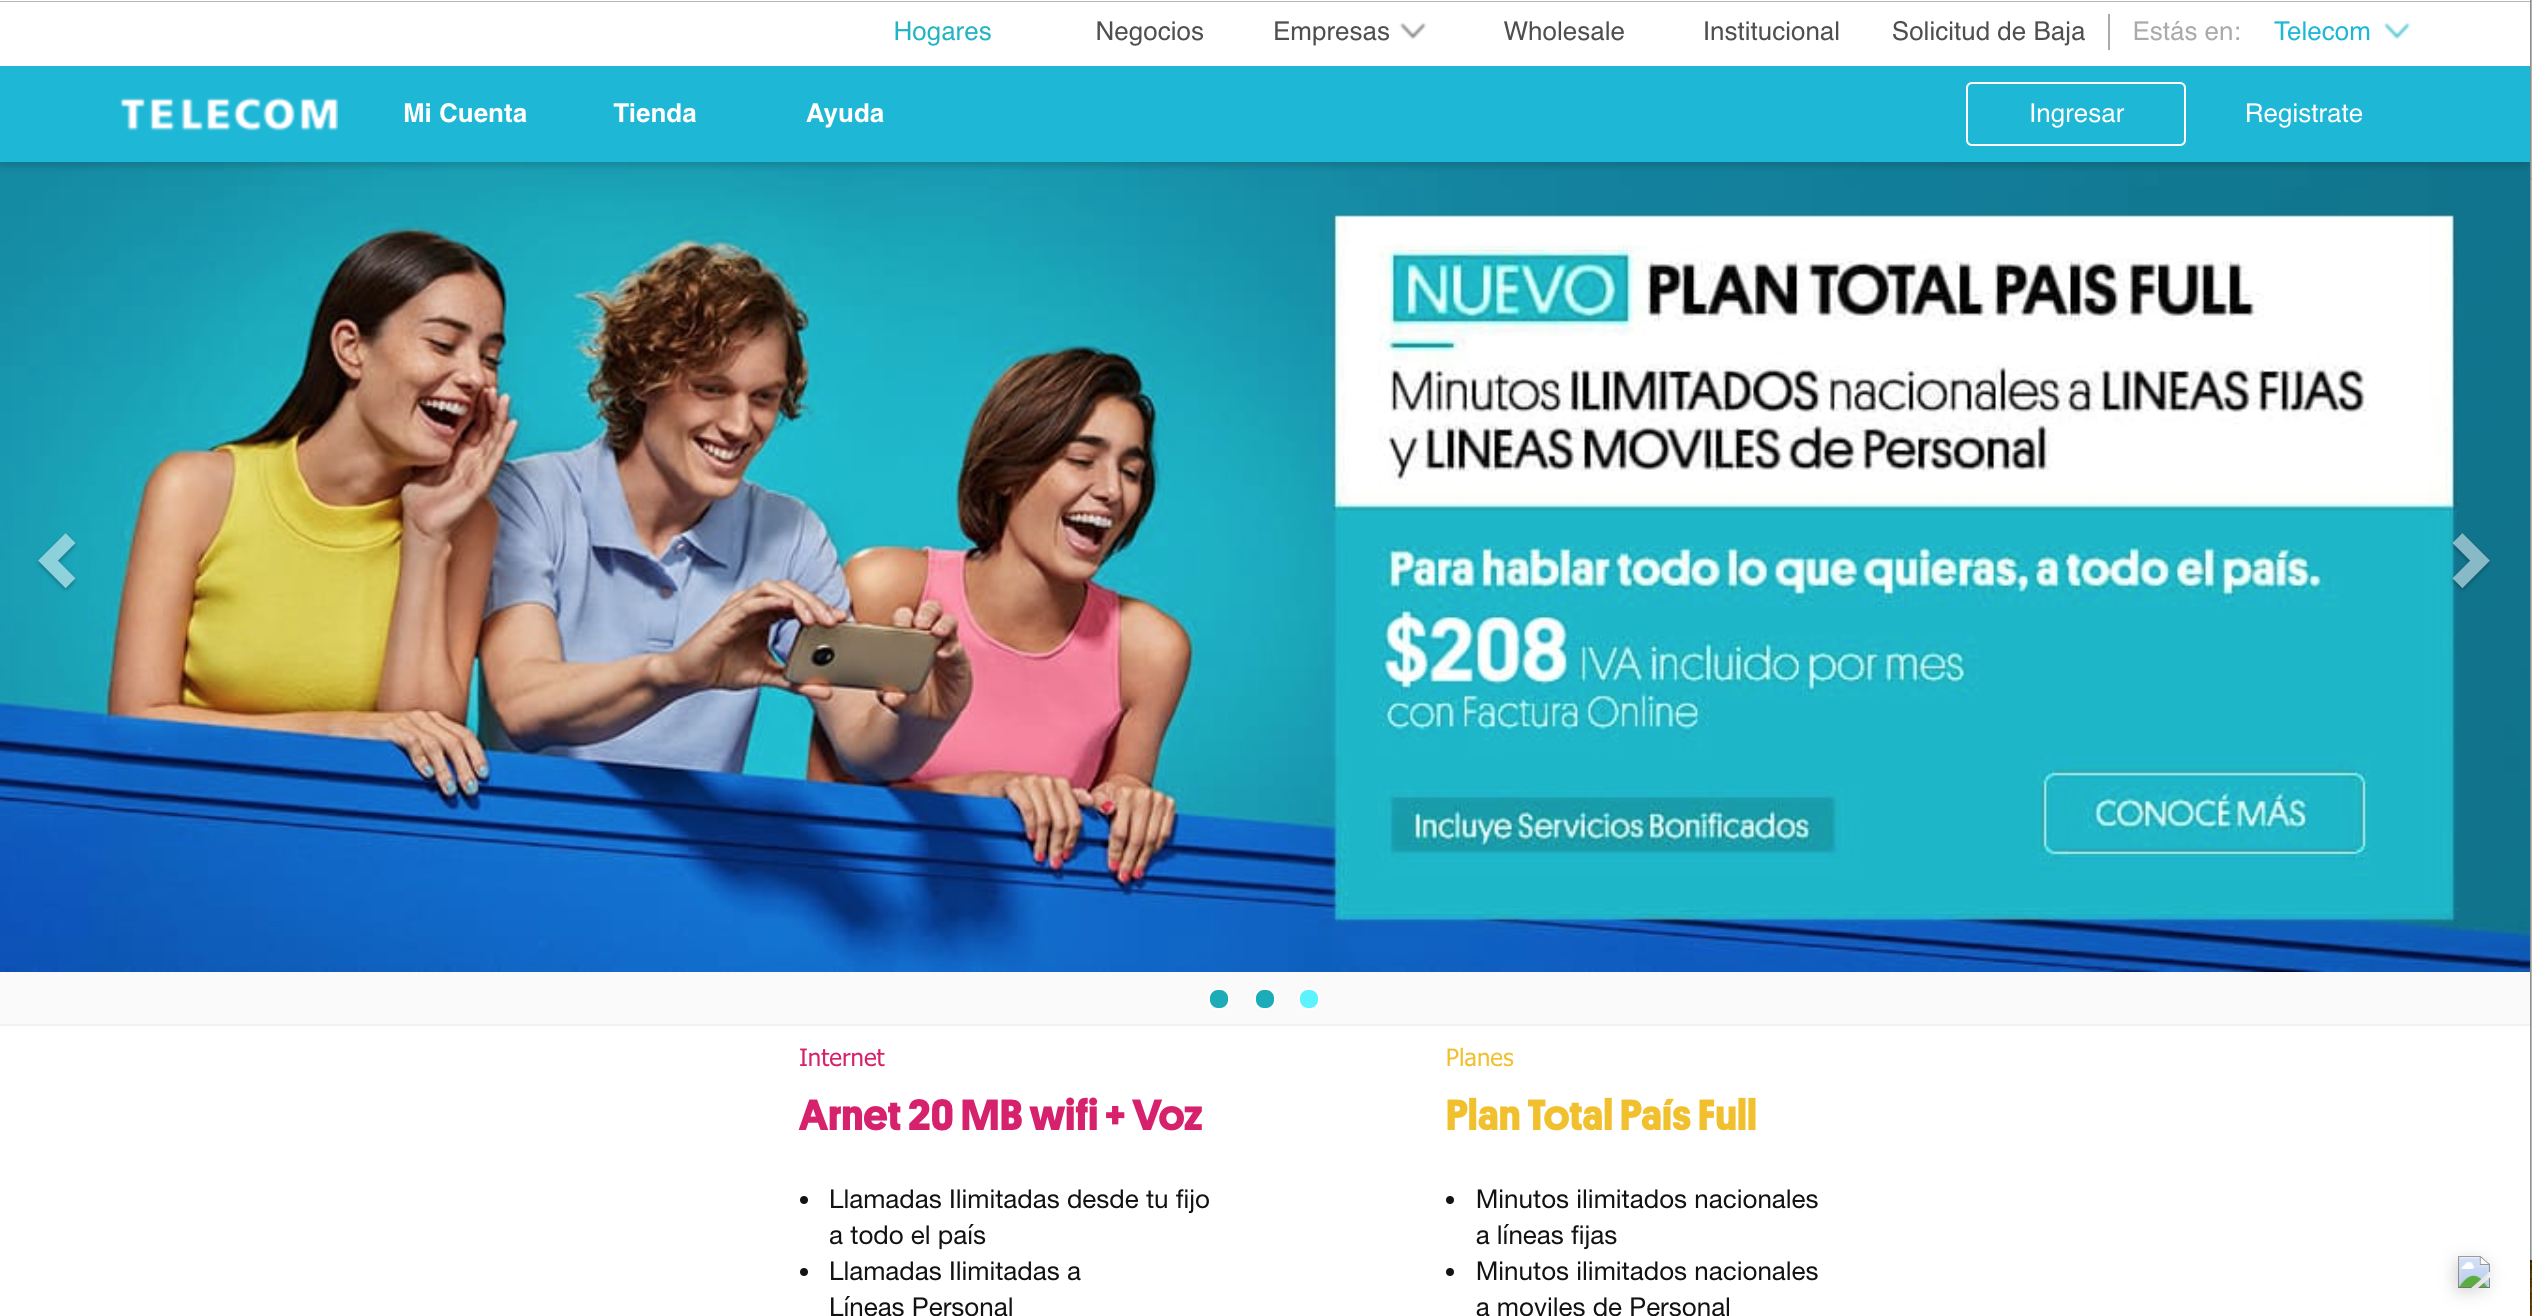 Hogares Negocios Empresas Wholesale Institucional Solicitud de Baja Estás en: Telecom
TELECOM Mi Cuenta Tienda Ayuda Ingresar Registrate
NUEVO PLAN TOTAL PAIS FULL
Minutos ILIMITADOS nacionales a LINEAS FIJAS
y LINEAS MOVILES de Personal
Para hablar todo lo que quieras, a todo el país.
$208 IVA incluido por mes
con Factura Online
Incluye Servicios Bonificados
CONOCÉ MÁS
Internet
Arnet 20 MB wifi + Voz
• Llamadas Ilimitadas desde tu fijo
a todo el país
• Llamadas Ilimitadas a
Líneas Personal
Planes
Plan Total País Full
• Minutos ilimitados nacionales
a líneas fijas
• Minutos ilimitados nacionales
a moviles de Personal